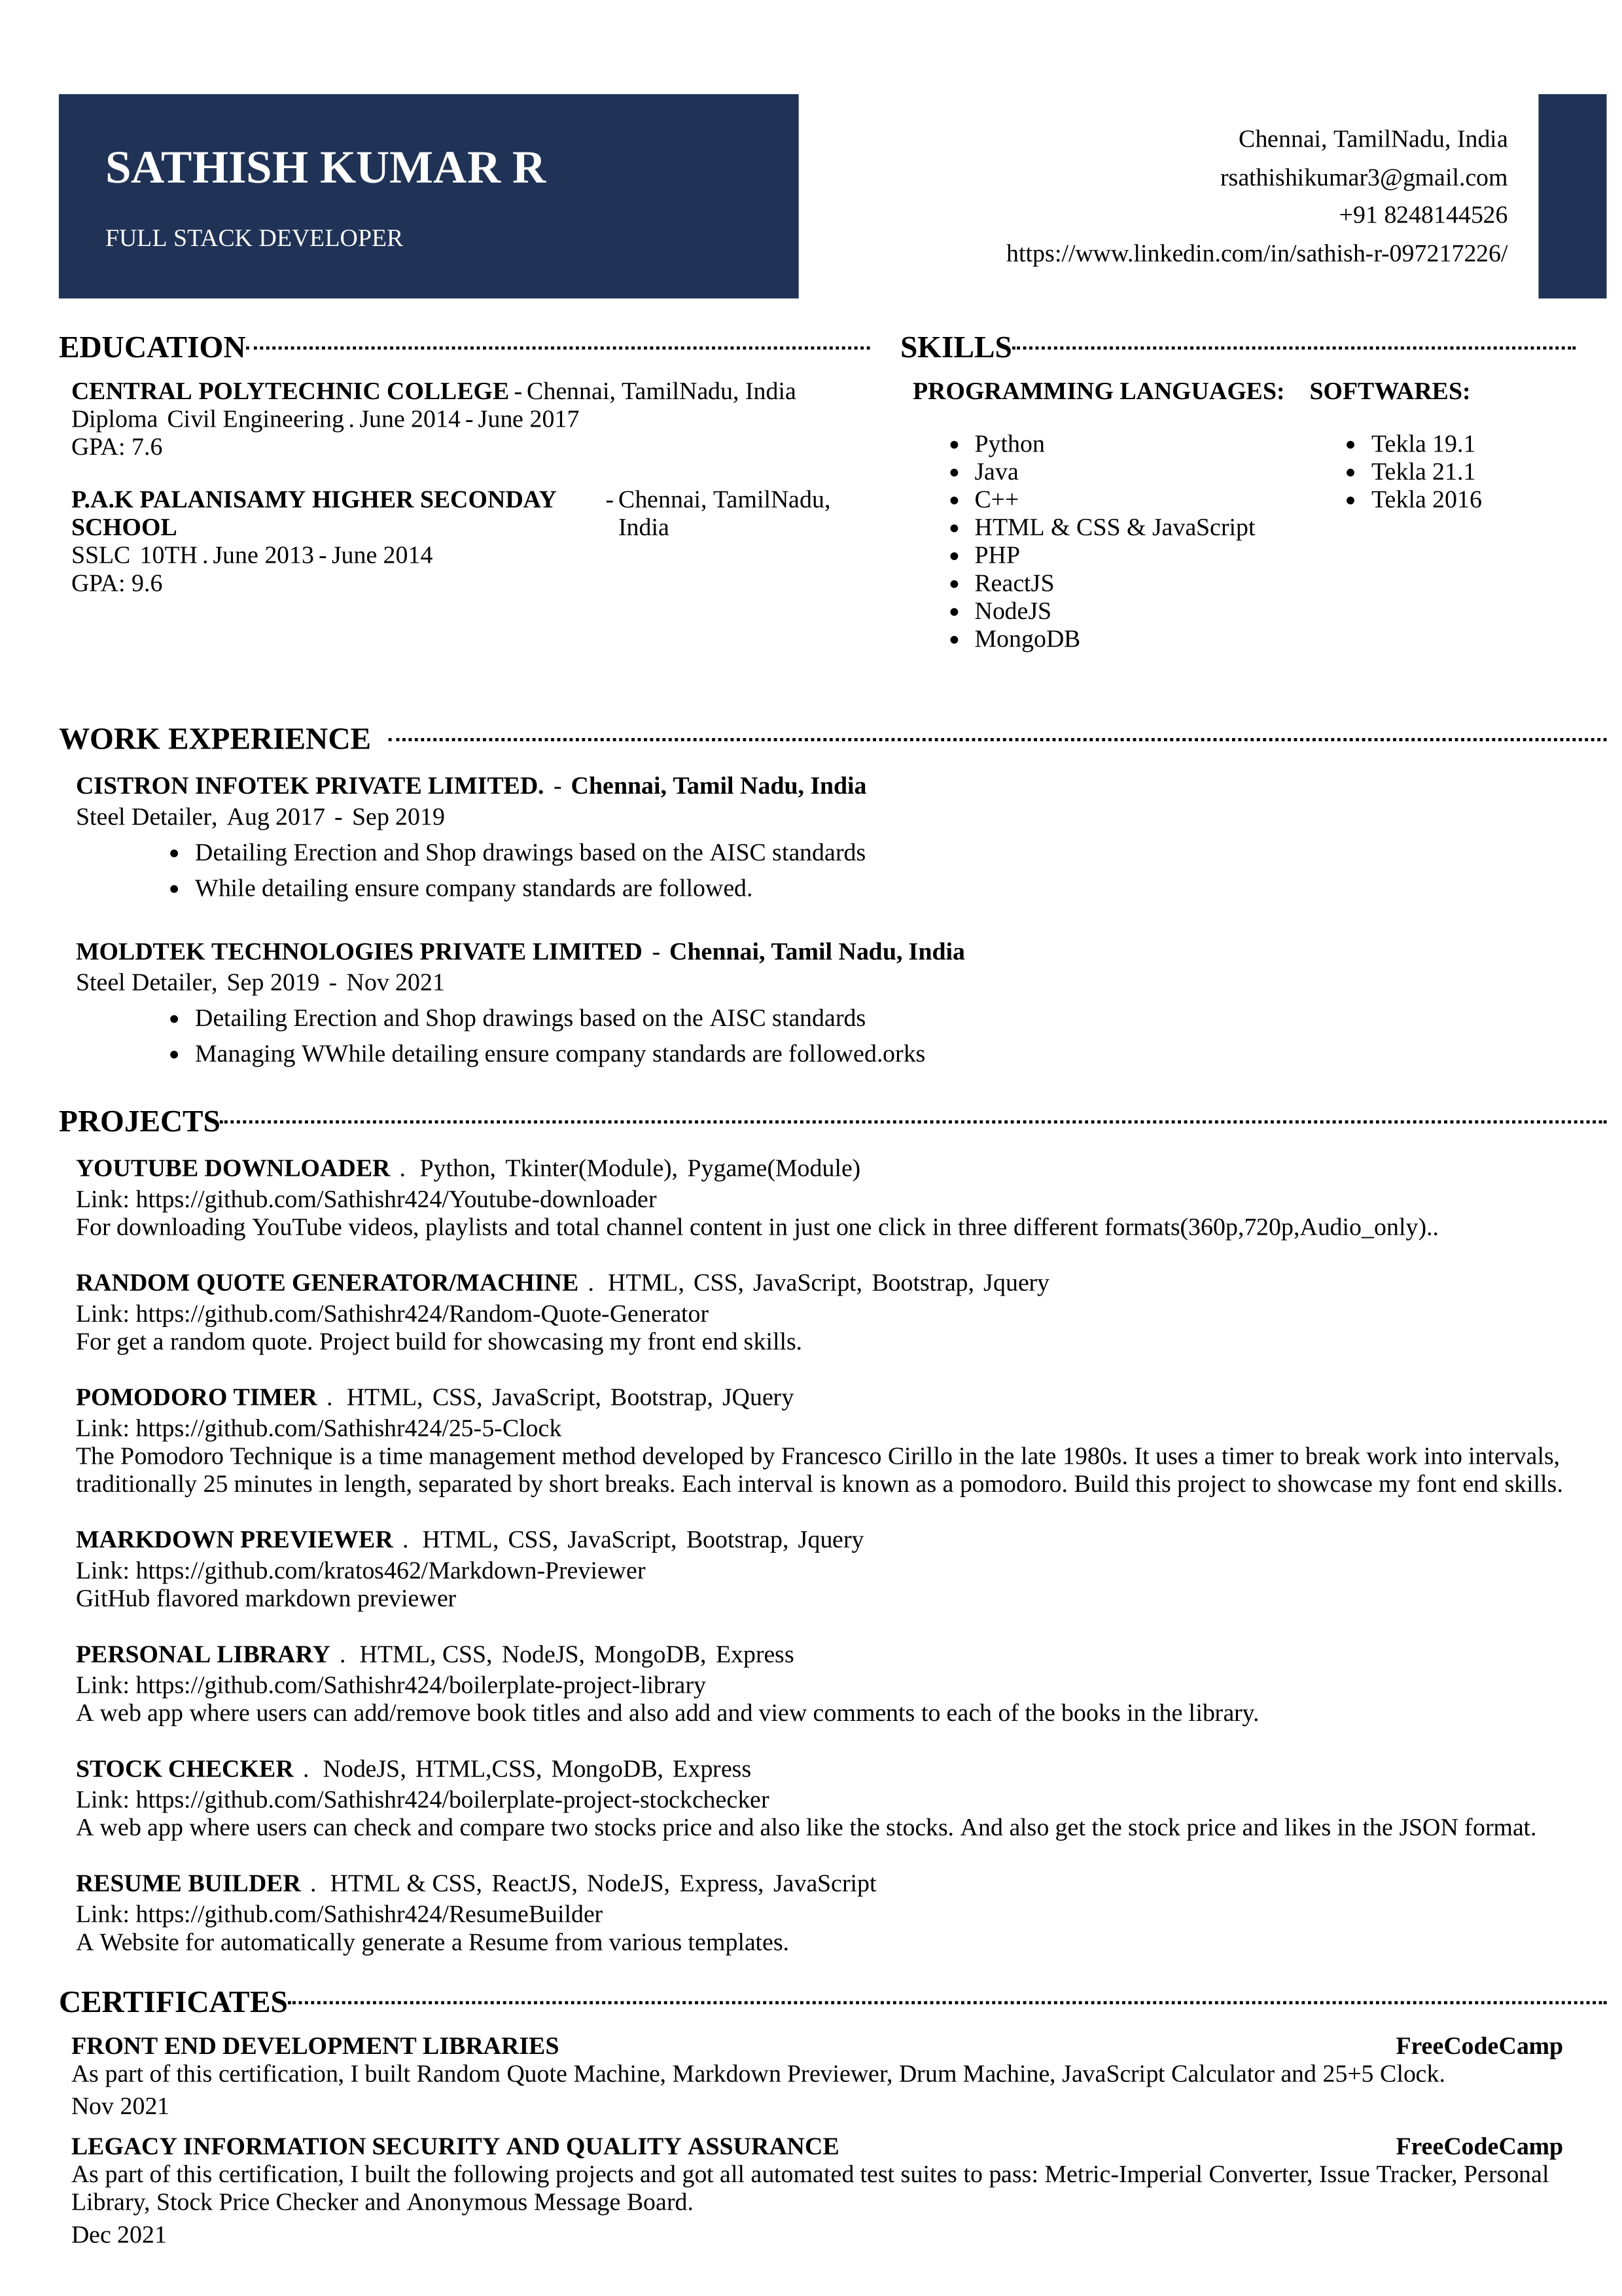 SATHISH KUMAR R
FULL STACK DEVELOPER
Chennai, TamilNadu, India
rsathishikumar3@gmail.com
+91 8248144526
https://www.linkedin.com/in/sathish-r-097217226/
EDUCATION
CENTRAL POLYTECHNIC COLLEGE - Chennai, TamilNadu, India
Diploma Civil Engineering . June 2014 - June 2017
GPA: 7.6
P.A.K PALANISAMY HIGHER SECONDAY - Chennai, TamilNadu,
SCHOOL India
SSLC 10TH . June 2013 - June 2014
GPA: 9.6
SKILLS
PROGRAMMING LANGUAGES:
• Python
• Java
• C++
• HTML & CSS & JavaScript
• PHP
• ReactJS
• NodeJS
• MongoDB
SOFTWARES:
• Tekla 19.1
• Tekla 21.1
• Tekla 2016
WORK EXPERIENCE
CISTRON INFOTEK PRIVATE LIMITED. - Chennai, Tamil Nadu, India
Steel Detailer, Aug 2017 - Sep 2019
• Detailing Erection and Shop drawings based on the AISC standards
• While detailing ensure company standards are followed.
MOLDTEK TECHNOLOGIES PRIVATE LIMITED - Chennai, Tamil Nadu, India
Steel Detailer, Sep 2019 - Nov 2021
• Detailing Erection and Shop drawings based on the AISC standards
• Managing WWhile detailing ensure company standards are followed.orks
PROJECTS
YOUTUBE DOWNLOADER . Python, Tkinter(Module), Pygame(Module)
Link: https://github.com/Sathishr424/Youtube-downloader
For downloading YouTube videos, playlists and total channel content in just one click in three different formats(360p,720p,Audio_only)..
RANDOM QUOTE GENERATOR/MACHINE . HTML, CSS, JavaScript, Bootstrap, Jquery
Link: https://github.com/Sathishr424/Random-Quote-Generator
For get a random quote. Project build for showcasing my front end skills.
POMODORO TIMER . HTML, CSS, JavaScript, Bootstrap, JQuery
Link: https://github.com/Sathishr424/25-5-Clock
The Pomodoro Technique is a time management method developed by Francesco Cirillo in the late 1980s. It uses a timer to break work into intervals,
traditionally 25 minutes in length, separated by short breaks. Each interval is known as a pomodoro. Build this project to showcase my font end skills.
MARKDOWN PREVIEWER . HTML, CSS, JavaScript, Bootstrap, Jquery
Link: https://github.com/kratos462/Markdown-Previewer
GitHub flavored markdown previewer
PERSONAL LIBRARY . HTML, CSS, NodeJS, MongoDB, Express
Link: https://github.com/Sathishr424/boilerplate-project-library
A web app where users can add/remove book titles and also add and view comments to each of the books in the library.
STOCK CHECKER . NodeJS, HTML,CSS, MongoDB, Express
Link: https://github.com/Sathishr424/boilerplate-project-stockchecker
A web app where users can check and compare two stocks price and also like the stocks. And also get the stock price and likes in the JSON format.
RESUME BUILDER . HTML & CSS, ReactJS, NodeJS, Express, JavaScript
Link: https://github.com/Sathishr424/ResumeBuilder
A Website for automatically generate a Resume from various templates.
CERTIFICATES
FRONT END DEVELOPMENT LIBRARIES FreeCodeCamp
As part of this certification, I built Random Quote Machine, Markdown Previewer, Drum Machine, JavaScript Calculator and 25+5 Clock.
Nov 2021
LEGACY INFORMATION SECURITY AND QUALITY ASSURANCE FreeCodeCamp
As part of this certification, I built the following projects and got all automated test suites to pass: Metric-Imperial Converter, Issue Tracker, Personal
Library, Stock Price Checker and Anonymous Message Board.
Dec 2021